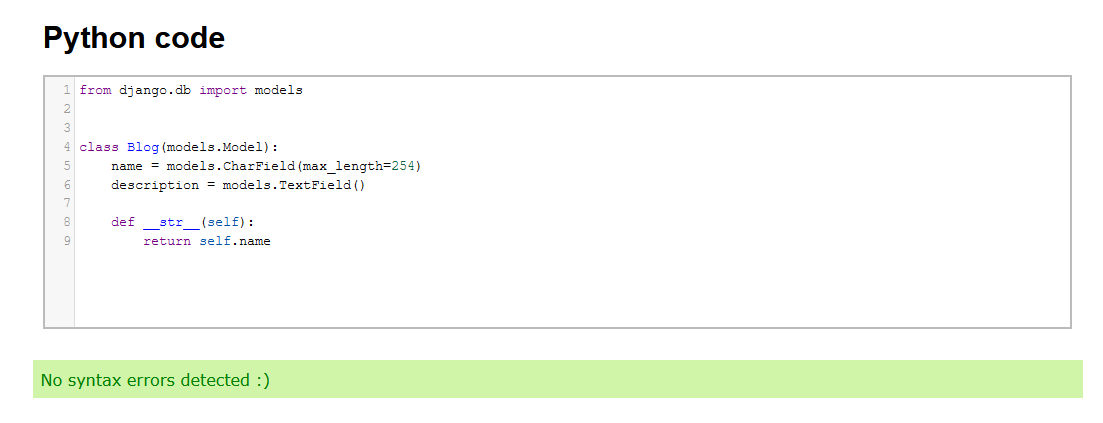 Python code
1 from django.db import models
2
3
4 class Blog(models.Model):
5     name = models.CharField(max_length=254)
6     description = models.TextField()
7
8     def __str__(self):
9         return self.name
No syntax errors detected :)